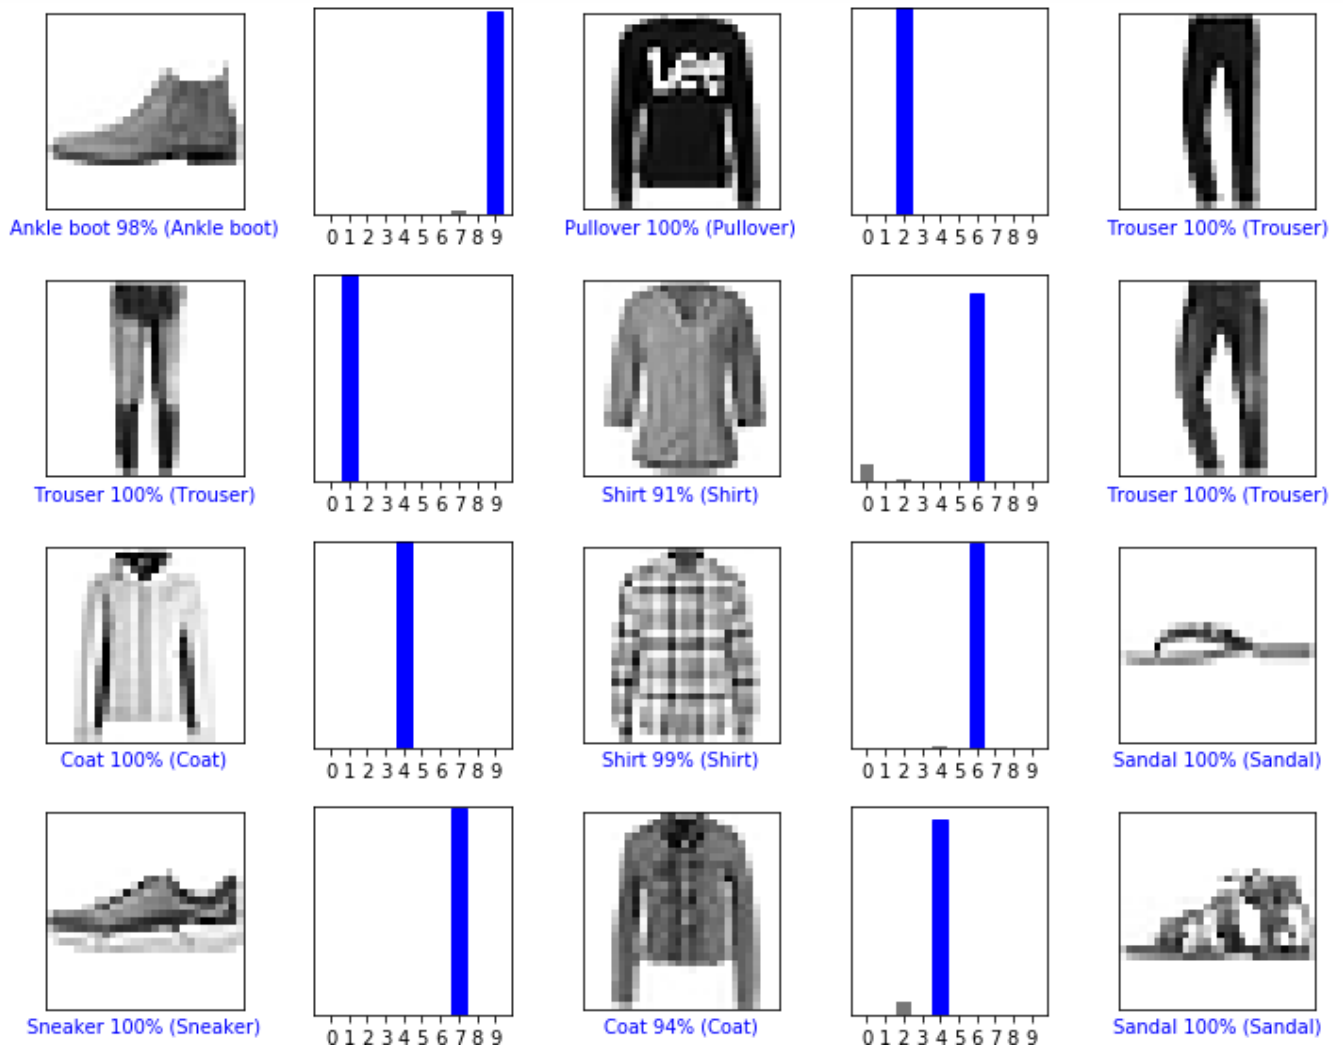 Lee
Ankle boot 98% (Ankle boot)
0 1 2 3 4 5 6 7 8 9
Pullover 100% (Pullover)
0 1 2 3 4 5 6 7 8 9
Trouser 100% (Trouser)
Trouser 100% (Trouser)
0 1 2 3 4 5 6 7 8 9
Shirt 91% (Shirt)
0 1 2 3 4 5 6 7 8 9
Trouser 100% (Trouser)
Coat 100% (Coat)
0 1 2 3 4 5 6 7 8 9
Shirt 99% (Shirt)
0 1 2 3 4 5 6 7 8 9
Sandal 100% (Sandal)
Sneaker 100% (Sneaker)
0 1 2 3 4 5 6 7 8 9
Coat 94% (Coat)
0 1 2 3 4 5 6 7 8 9
Sandal 100% (Sandal)